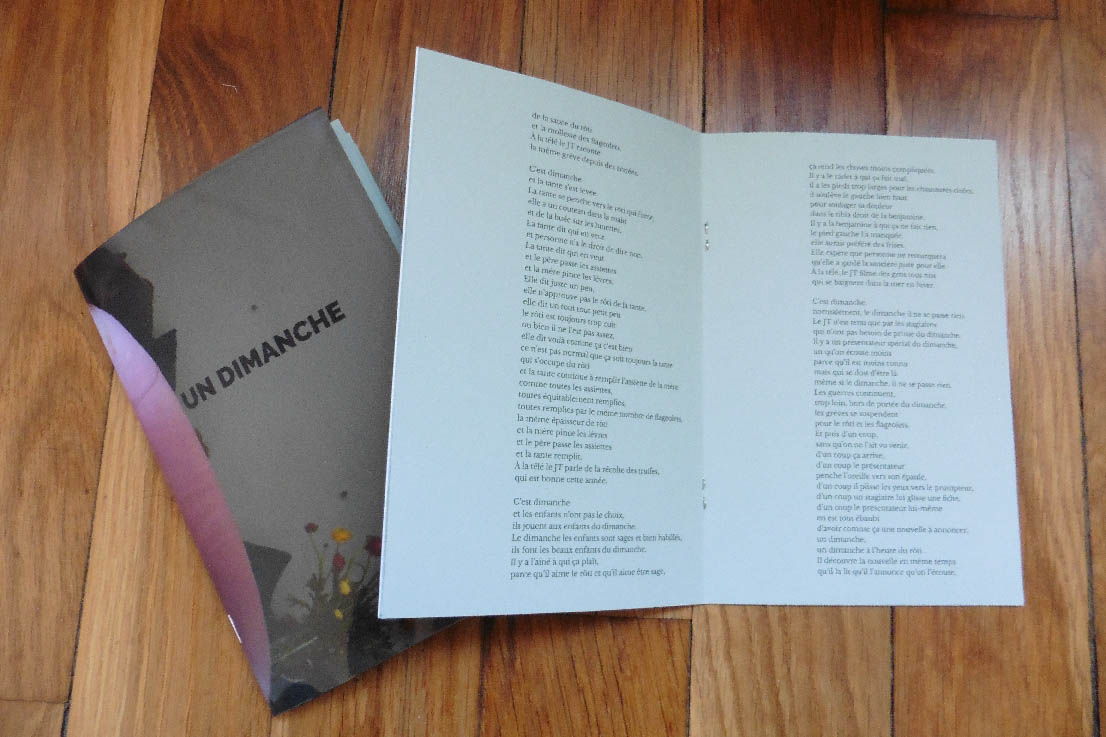 UN DIMANCHE
de la sauce du rôti
et la mollesse des flageolets.
À la télé le JT raconte
la même grève depuis des années.
C'est dimanche
et la tante s'est levée.
La tante se penche vers le rôti qui fume,
elle a un couteau dans la main
et de la buée sur les lunettes.
La tante dit qui en veut
et personne n'a le droit de dire non.
La tante dit qui en veut
et le père passe les assiettes
et la mère pince les lèvres.
Elle dit juste un peu,
elle n'approuve pas le rôti de la tante,
elle dit un tout tout petit peu
le rôti est toujours trop cuit
ou bien il ne l'est pas assez,
elle dit voilà comme ça c'est bien
ce n'est pas normal que ça soit toujours la tante
qui s'occupe du rôti
et la tante continue à remplir l'assiette de la mère
comme toutes les assiettes,
toutes équitablement remplies,
toutes remplies par le même nombre de flageolets,
la même épaisseur de rôti
et la mère pince les lèvres
et le père passe les assiettes
et la tante remplit.
À la télé le JT parle de la récolte des truffes,
qui est bonne cette année.
C'est dimanche
et les enfants n'ont pas le choix,
ils jouent aux enfants du dimanche.
Le dimanche les enfants sont sages et bien habillés,
ils font les beaux enfants du dimanche.
Il y a l'aîné à qui ça plaît,
parce qu'il aime le rôti et qu'il aime être sage,
ça rend les choses moins compliquées.
Il y a le cadet à qui ça fait mal,
il a les pieds trop larges pour les chaussures cirées,
il soulève le gauche bien haut
pour soulager sa douleur
dans le tibia droit de la benjamine.
Il y a la benjamine à qui ça ne fait rien,
le pied gauche l'a manquée,
elle aurait préféré des frites.
Elle espère que personne ne remarquera
qu'elle a gardé la saucière juste pour elle.
À la télé, le JT filme des gens tout nus
qui se baignent dans la mer en hiver.
C'est dimanche,
normalement, le dimanche il ne se passe rien.
Le JT n'est tenu que par les stagiaires
qui n'ont pas besoin de prime du dimanche.
Il y a un présentateur spécial du dimanche,
un qu'on écoute moins
parce qu'il est moins connu
mais qui se doit d'être là
même si le dimanche, il ne se passe rien.
Les guerres continuent,
trop loin, hors de portée du dimanche,
les grèves se suspendent
pour le rôti et les flageolets.
Et puis d'un coup,
sans qu'on ne l'ait vu venir,
d'un coup ça arrive,
d'un coup le présentateur
penche l'oreille vers son épaule,
d'un coup il plisse les yeux vers le prompteur,
d'un coup un stagiaire lui glisse une fiche,
d'un coup le présentateur lui-même
en est tout ébaubi
d'avoir comme ça une nouvelle à annoncer,
un dimanche,
un dimanche à l'heure du rôti
Il découvre la nouvelle en même temps
qu'il la lit qu'il l'annonce qu'on l'écoute,